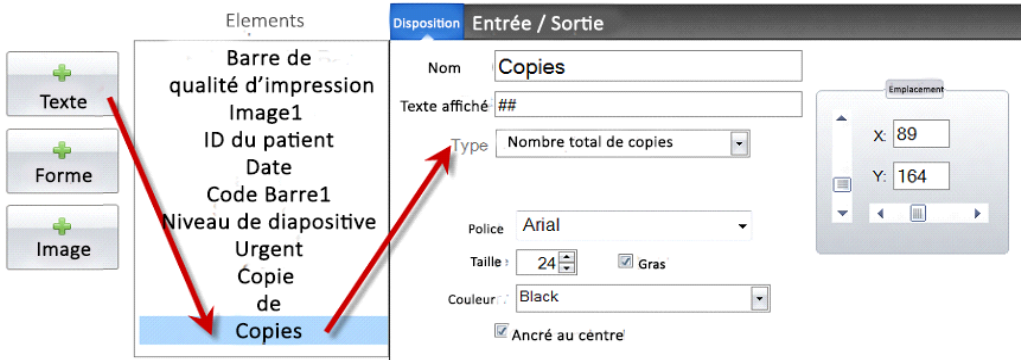 Elements
Disposition Entrée / Sortie
Texte
Forme
Image
Barre de
qualité d'impression
Image1
ID du patient
Date
Code Barre1
Niveau de diapositive
Urgent
Copie
de
Copies
Nom Copies
Texte affiché ##
Type Nombre total de copies
Police Arial
Taille : 24 Gras
Couleur Black
Ancré au centre
Emplacement
X: 89
Y: 164